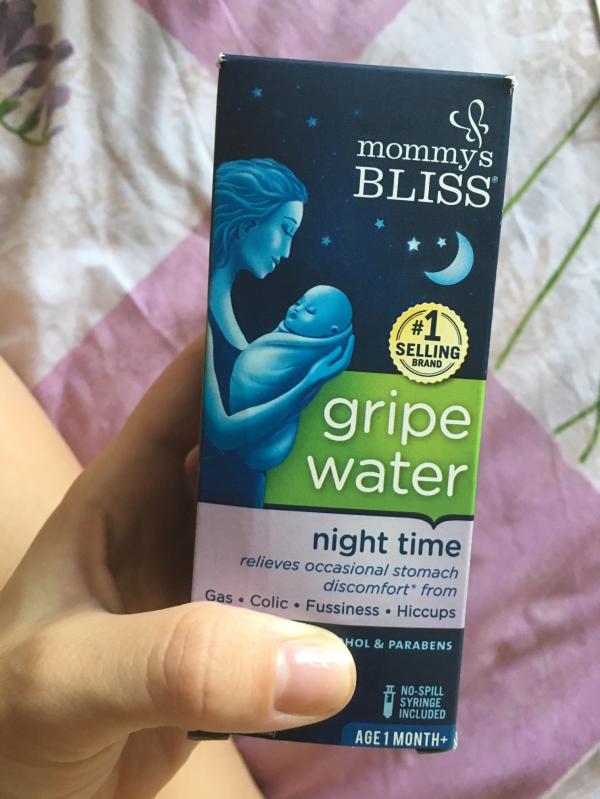 mommy's
BLISS®
#1
SELLING
BRAND
gripe
water
night time
relieves occasional stomach
discomfort* from
Gas • Colic • Fussiness • Hiccups
& PARABENS
NO-SPILL
SYRINGE
INCLUDED
AGE 1 MONTH+